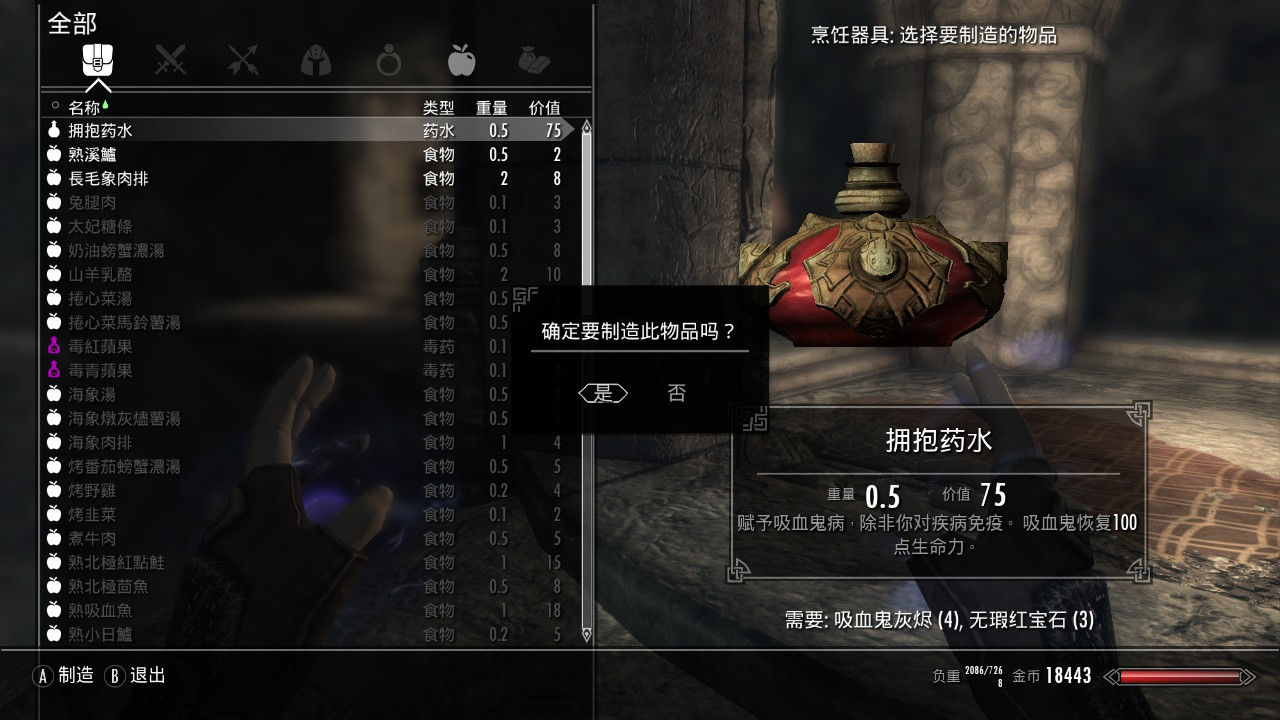 全部
烹饪器具: 选择要制造的物品
名称 类型 重量 价值
拥抱药水 药水 0.5 75
熟溪鱸 食物 0.5 2
長毛象肉排 食物 2 8
兔腿肉 食物 0.1 3
太妃糖條 食物 0.1 3
奶油螃蟹濃湯 食物 0.5 8
山羊乳酪 食物 2 10
捲心菜湯 食物 0.5
捲心菜馬鈴薯湯 食物 0.5
毒紅蘋果 毒药 0.1
毒青蘋果 毒药 0.1
海象湯 食物 0.5
海象燉灰燼薯湯 食物 0.5
海象肉排 食物 1 4
烤番茄螃蟹濃湯 食物 0.5 5
烤野雞 食物 0.2 4
烤韭菜 食物 0.1 2
煮牛肉 食物 0.5 5
熟北極紅點鮭 食物 1 15
熟北極茴魚 食物 0.5 8
熟吸血魚 食物 1 18
熟小日鱸 食物 0.2 5
确定要制造此物品吗？
是 否
拥抱药水
重量 0.5 价值 75
赋予吸血鬼病，除非你对疾病免疫。 吸血鬼恢复100
点生命力。
需要: 吸血鬼灰烬 (4), 无瑕红宝石 (3)
A 制造 B 退出
负重 2086/7268 金币 18443